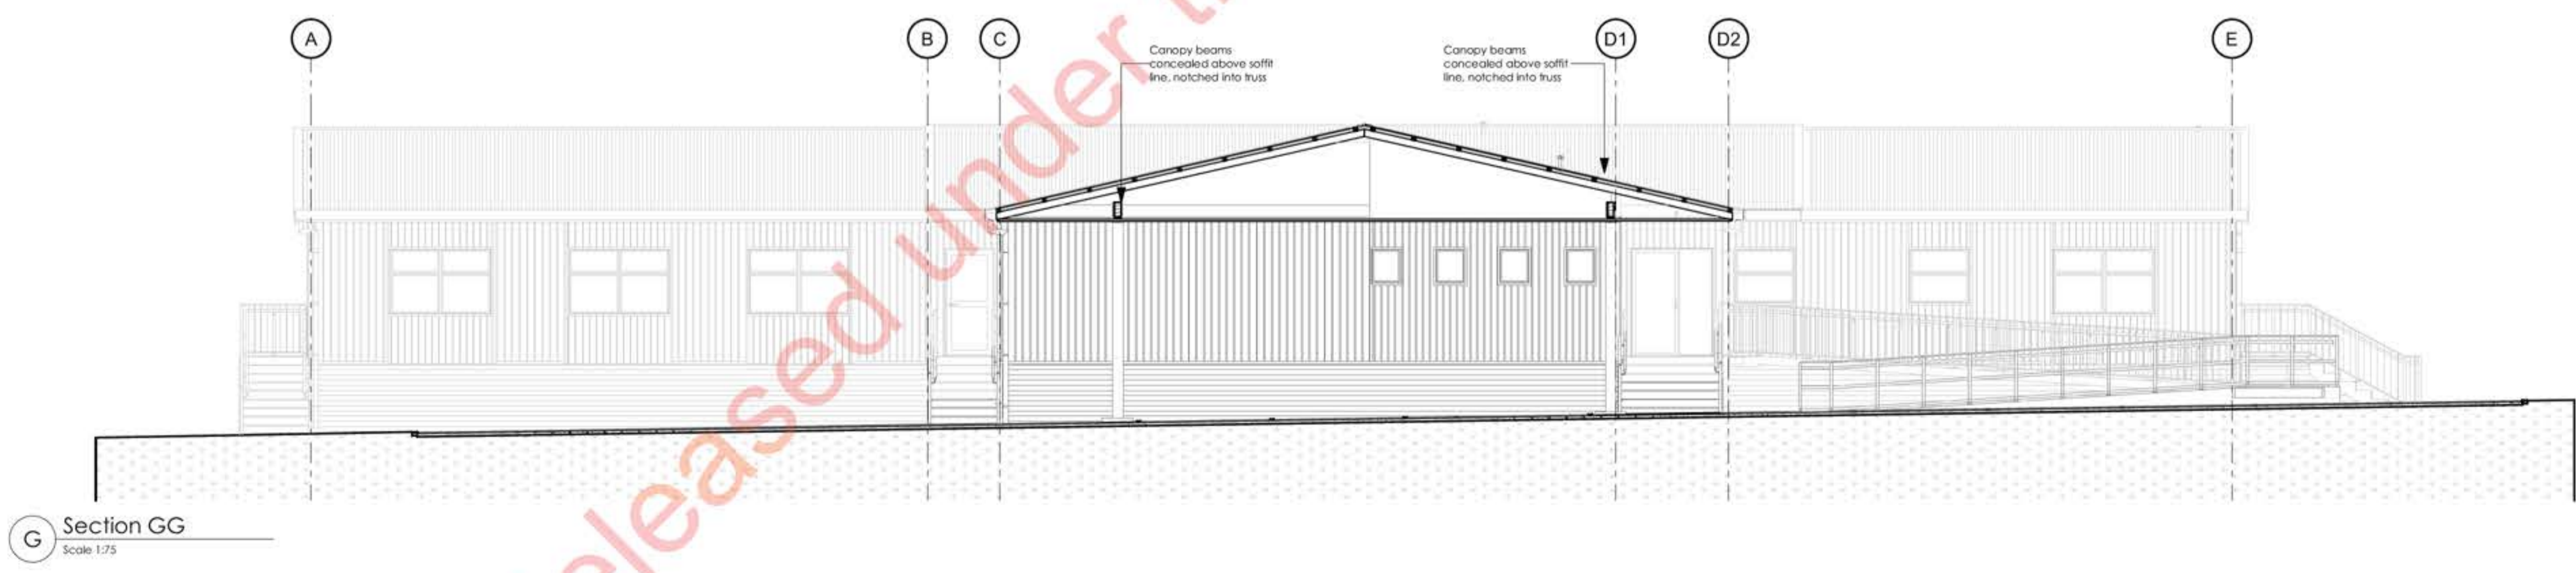 A
B
C
D1
D2
E
Canopy beams
concealed above soffit
line, notched into truss
Canopy beams
concealed above soffit
line, notched into truss
eleased under t
G
Section GG
Scale 1:75